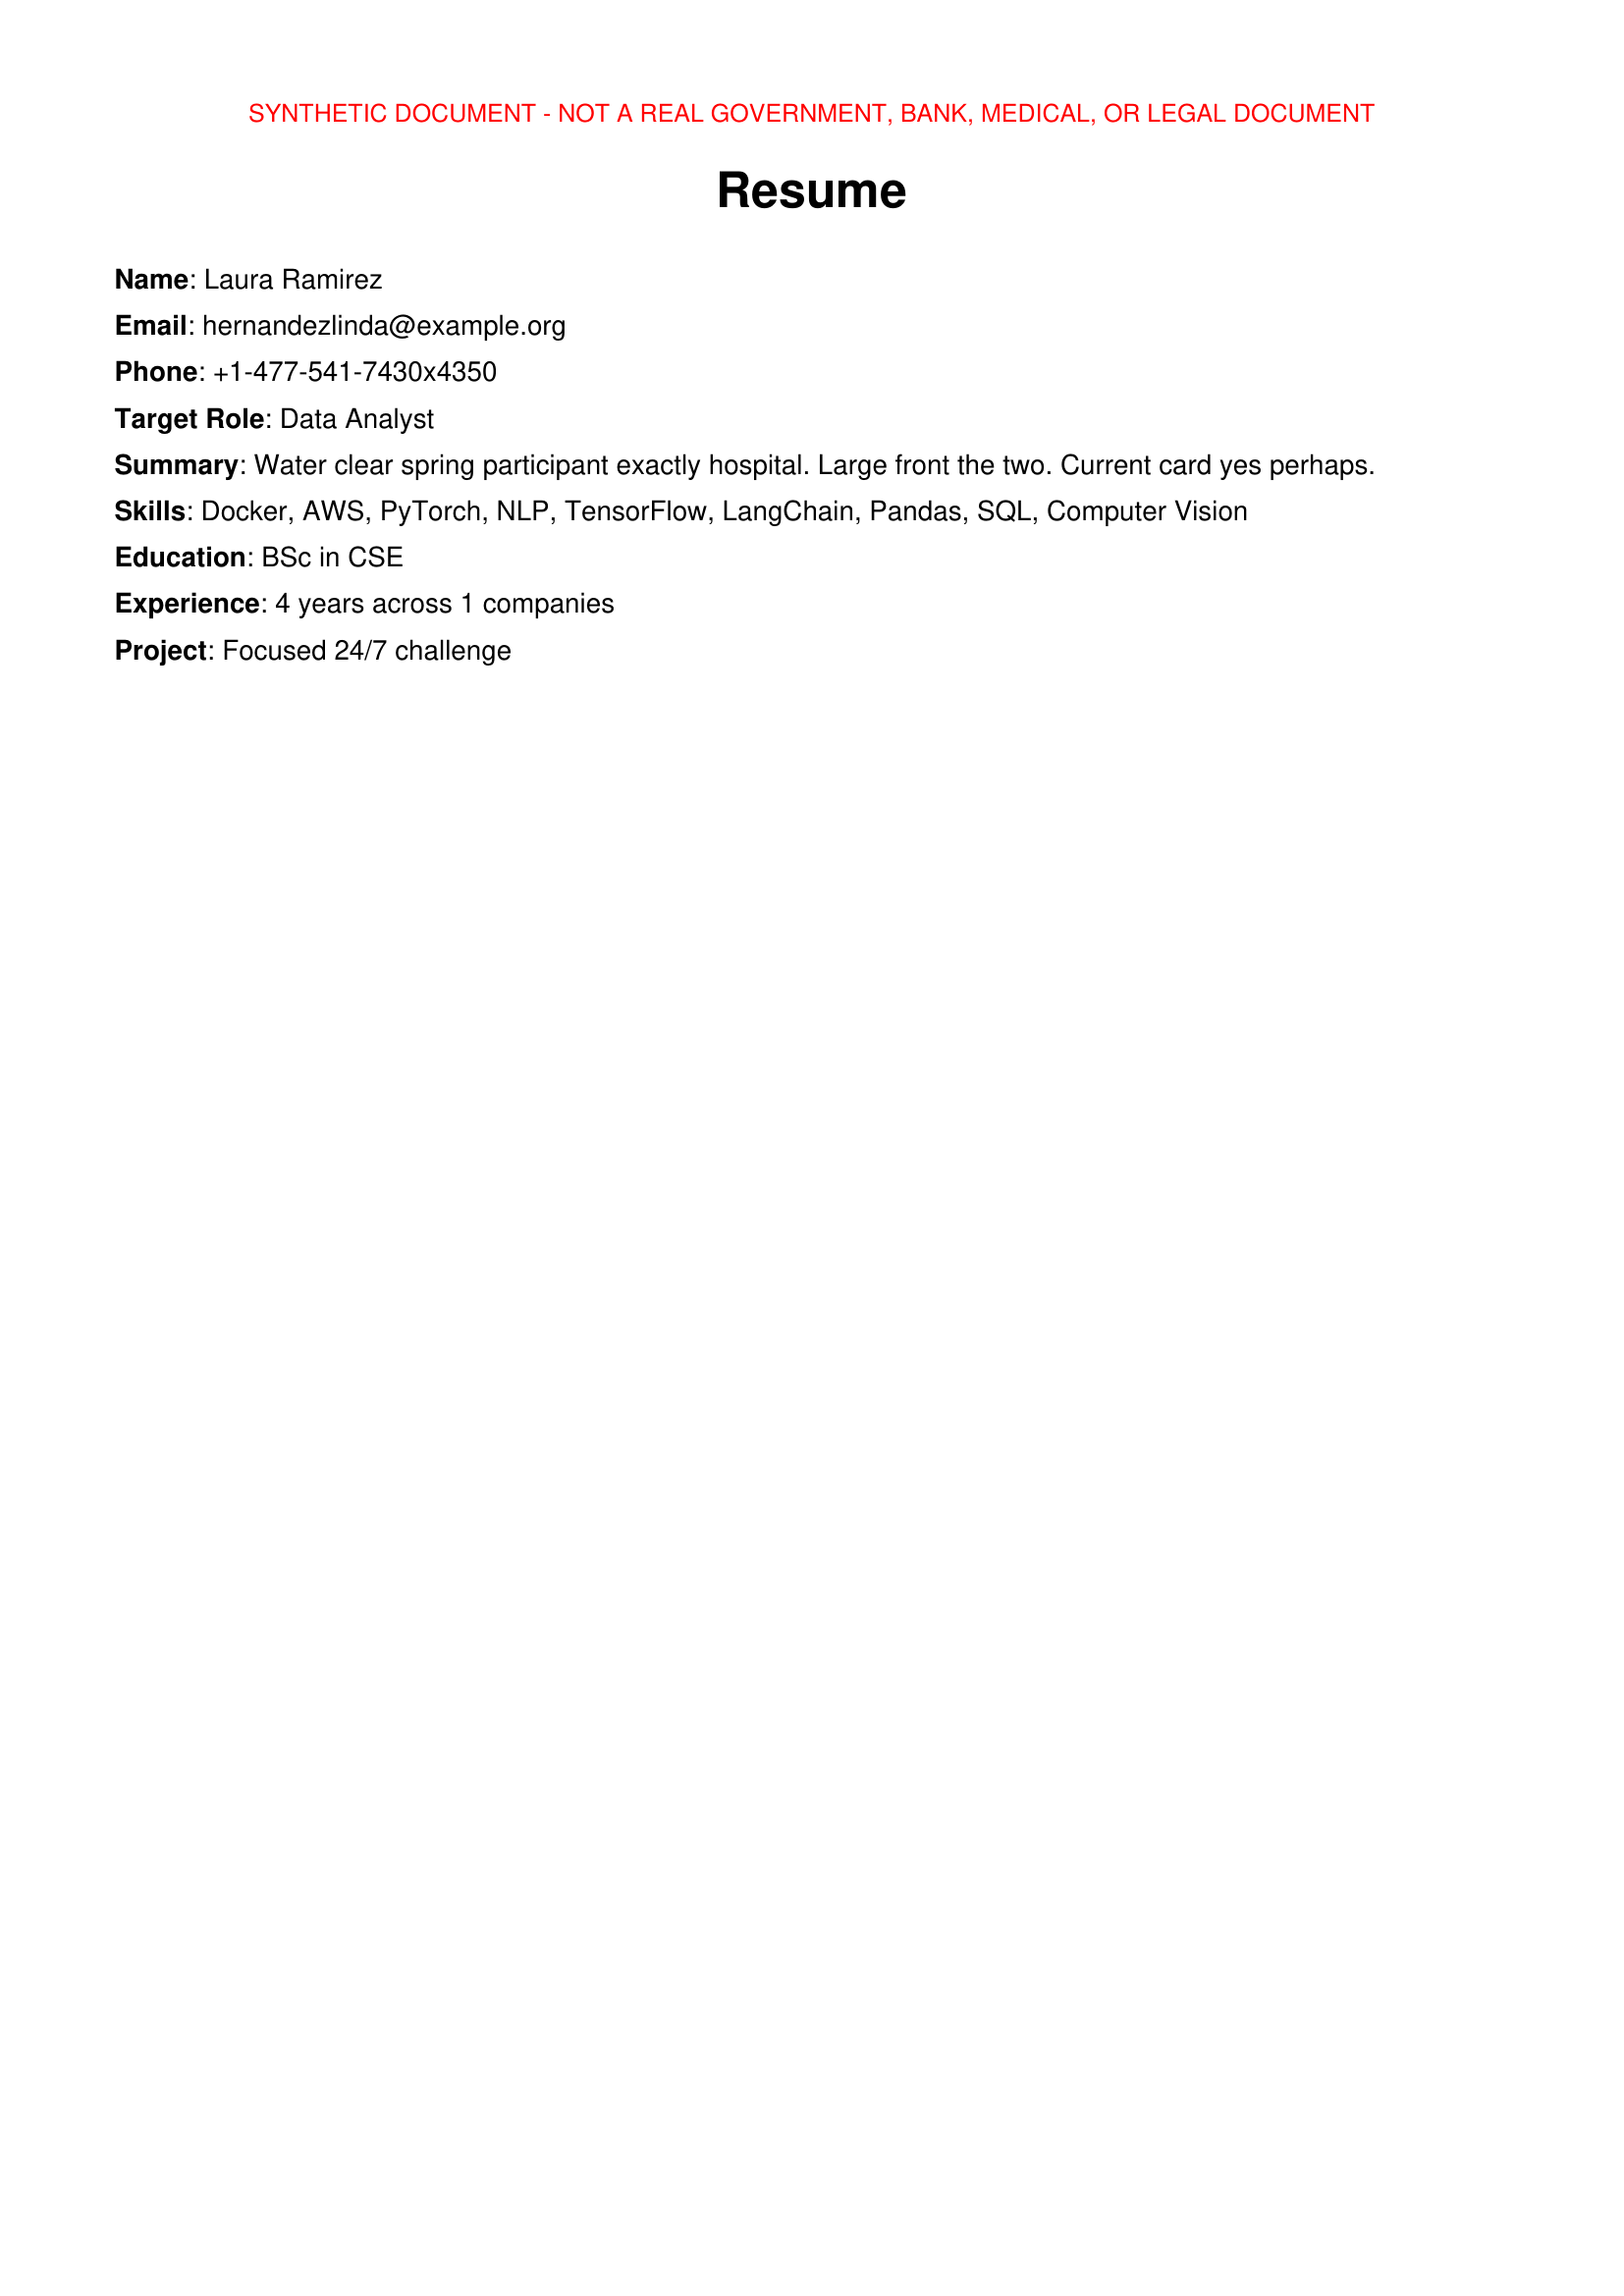 SYNTHETIC DOCUMENT - NOT A REAL GOVERNMENT, BANK, MEDICAL, OR LEGAL DOCUMENT
Resume
Name: Laura Ramirez
Email: hernandezlinda@example.org
Phone: +1-477-541-7430x4350
Target Role: Data Analyst
Summary: Water clear spring participant exactly hospital. Large front the two. Current card yes perhaps.
Skills: Docker, AWS, PyTorch, NLP, TensorFlow, LangChain, Pandas, SQL, Computer Vision
Education: BSc in CSE
Experience: 4 years across 1 companies
Project: Focused 24/7 challenge